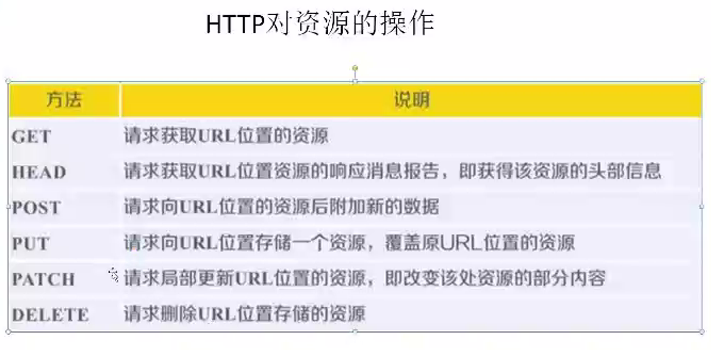 HTTP对资源的操作
方法 说明
GET 请求获取URL位置的资源
HEAD 请求获取URL位置资源的响应消息报告，即获得该资源的头部信息
POST 请求向URL位置的资源后附加新的数据
PUT 请求向URL位置存储一个资源，覆盖原URL位置的资源
PATCH 请求局部更新URL位置的资源，即改变该处资源的部分内容
DELETE 请求删除URL位置存储的资源